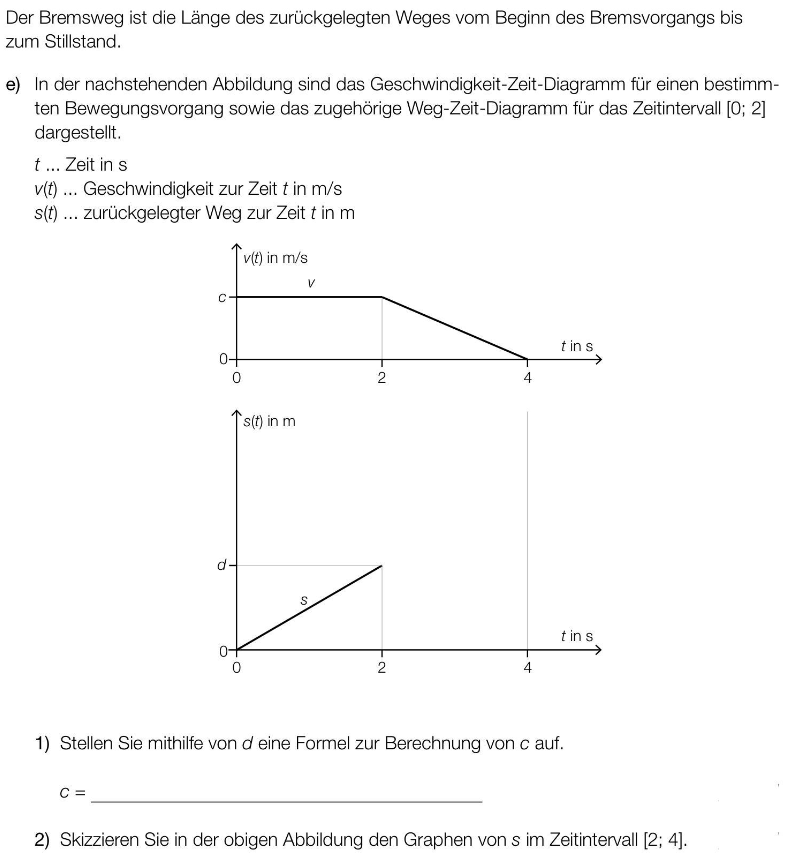 Der Bremsweg ist die Länge des zurückgelegten Weges vom Beginn des Bremsvorgangs bis
zum Stillstand.
e) In der nachstehenden Abbildung sind das Geschwindigkeit-Zeit-Diagramm für einen bestimm-
ten Bewegungsvorgang sowie das zugehörige Weg-Zeit-Diagramm für das Zeitintervall [0; 2]
dargestellt.
t ... Zeit in s
v(t) ... Geschwindigkeit zur Zeit t in m/s
s(t) ... zurückgelegter Weg zur Zeit t in m
v(t) in m/s
v
c
t in s
0
0 2 4
s(t) in m
d
s
t in s
0
0 2 4
1) Stellen Sie mithilfe von d eine Formel zur Berechnung von c auf.
c =
2) Skizzieren Sie in der obigen Abbildung den Graphen von s im Zeitintervall [2; 4].